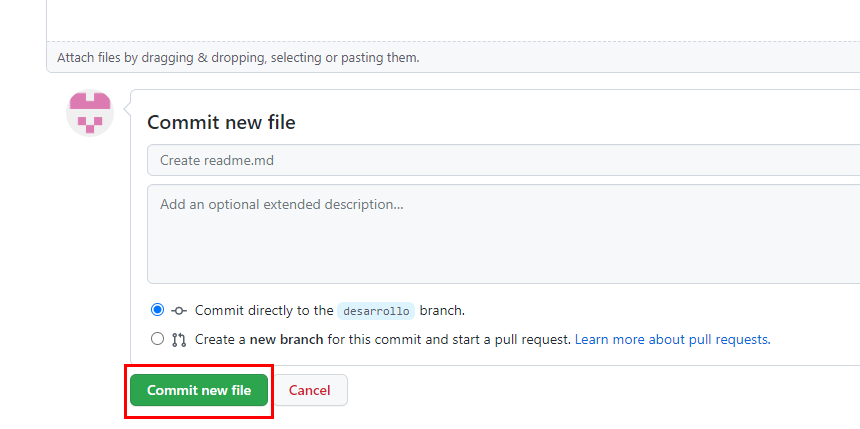 Attach files by dragging & dropping, selecting or pasting them.
Commit new file
Create readme.md
Add an optional extended description...
Commit directly to the desarrollo branch.
Create a new branch for this commit and start a pull request. Learn more about pull requests.
Commit new file Cancel